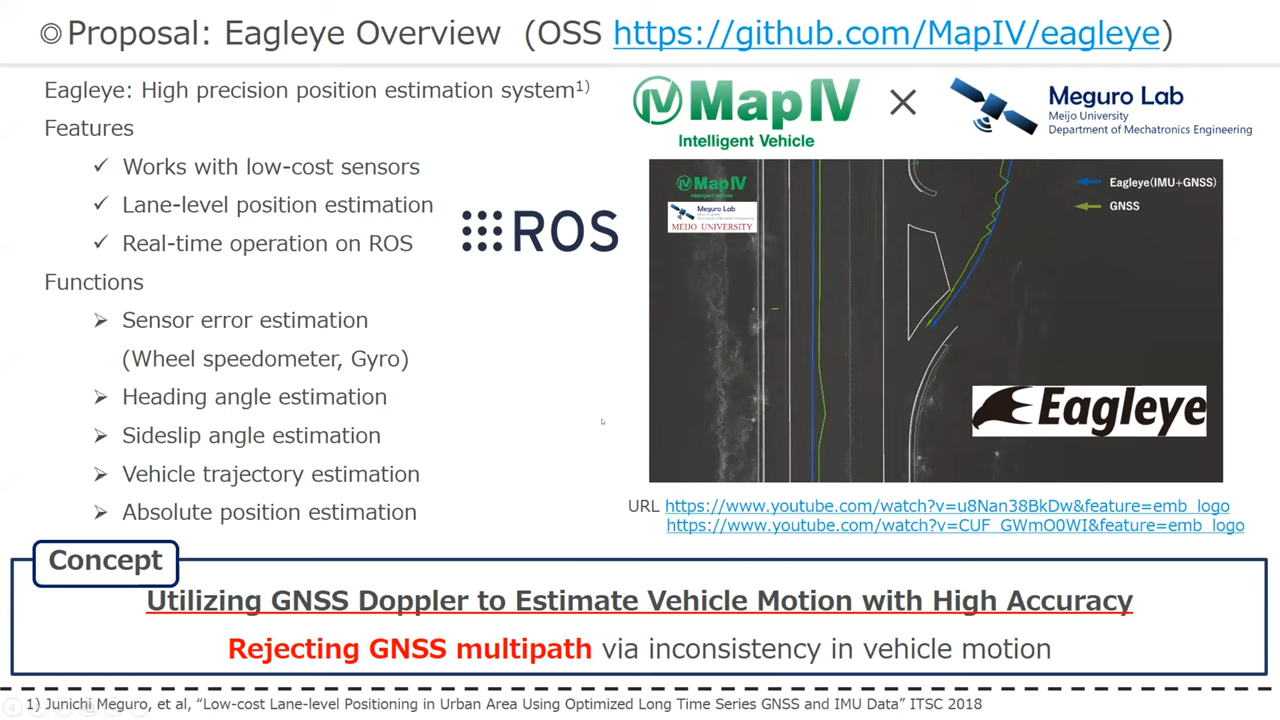 ◎Proposal: Eagleye Overview (OSS https://github.com/MapIV/eagleye)
Eagleye: High precision position estimation system1)
Features
✓ Works with low-cost sensors
✓ Lane-level position estimation
✓ Real-time operation on ROS
ROS
Functions
➢ Sensor error estimation
(Wheel speedometer, Gyro)
➢ Heading angle estimation
➢ Sideslip angle estimation
➢ Vehicle trajectory estimation
➢ Absolute position estimation
Map IV
Intelligent Vehicle
×
Meguro Lab
Meijo University
Department of Mechatronics Engineering
MapIV
Intelligent Vehicle
Meguro Lab
MEIJO UNIVERSITY
Eagleye(IMU+GNSS)
GNSS
Eagleye
URL https://www.youtube.com/watch?v=u8Nan38BkDw&feature=emb_logo
https://www.youtube.com/watch?v=CUF_GWmO0WI&feature=emb_logo
Concept
Utilizing GNSS Doppler to Estimate Vehicle Motion with High Accuracy
Rejecting GNSS multipath via inconsistency in vehicle motion
1) Junichi Meguro, et al, “Low-cost Lane-level Positioning in Urban Area Using Optimized Long Time Series GNSS and IMU Data” ITSC 2018